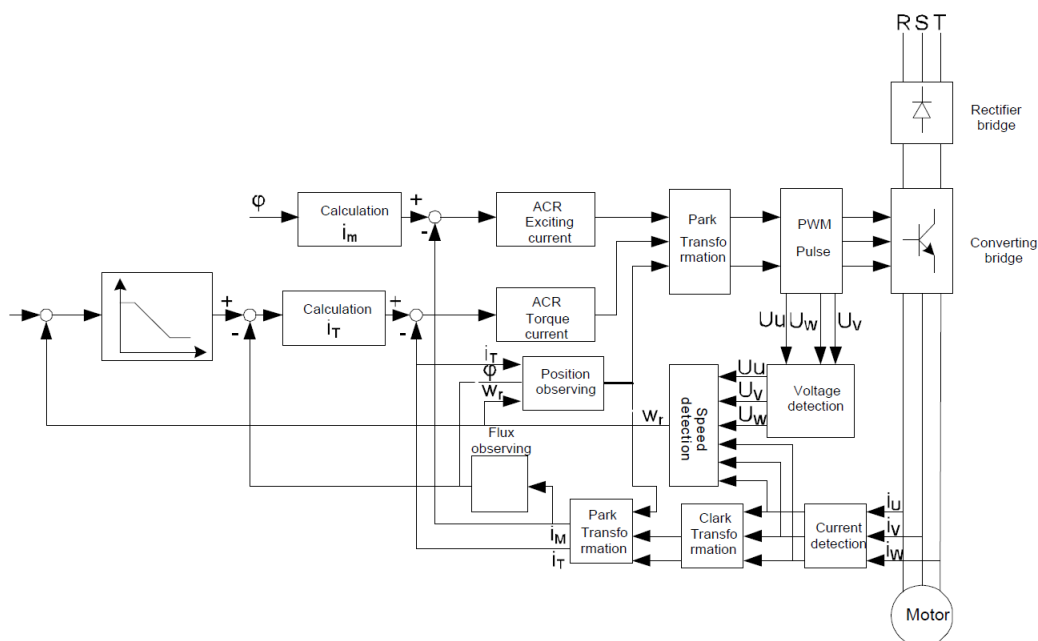 R S T
Rectifier
bridge
φ
Calculation
im
+
-
ACR
Exciting
current
Park
Transfo
rmation
PWM
Pulse
Converting
bridge
+
-
Calculation
iT
+
-
ACR
Torque
current
Uu Uw Uv
iT
φ
wr
Position
observing
Uu
Uv
Uw
Voltage
detection
Speed
detection
wr
Flux
observing
Park
Transfo
rmation
iM
iT
Clark
Transfo
rmation
Current
detection
iu
iv
iw
Motor